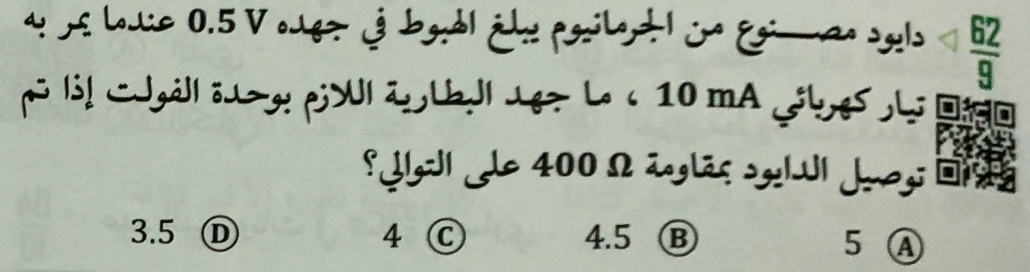 62
9
دايود مصنوع من الجرمانيوم يبلغ الهبوط في جهده 0.5 V عندما يمر به
تيار كهربائي 10 mA ، ما جهد البطارية اللازم بوحدة الفولت إذا تم
توصيل الدايود بمقاومة 400 Ω على التوالي؟
A 5 B 4.5 C 4 D 3.5